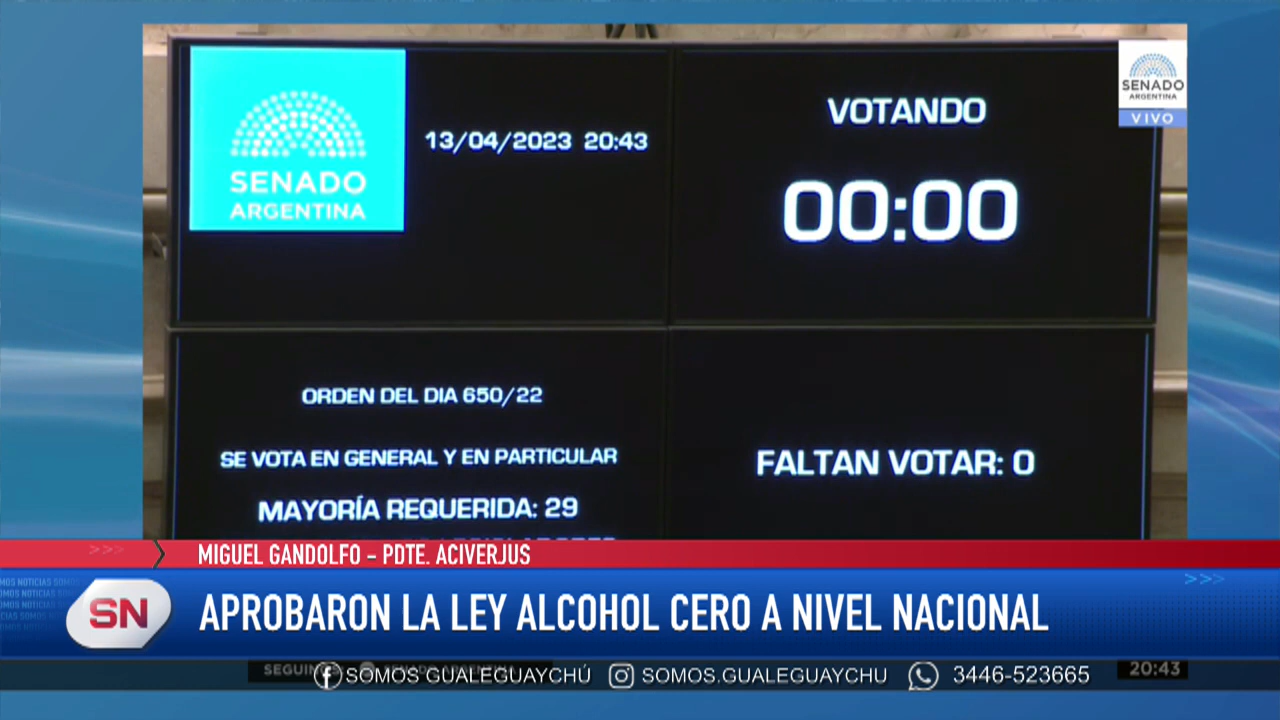 SENADO
ARGENTINA
13/04/2023 20:43
VOTANDO
00:00
SENADO
ARGENTINA
VIVO
ORDEN DEL DIA 650/22
SE VOTA EN GENERAL Y EN PARTICULAR
MAYORÍA REQUERIDA: 29
FALTAN VOTAR: 0
MIGUEL GANDOLFO - PDTE. ACIVERJUS
SN
APROBARON LA LEY ALCOHOL CERO A NIVEL NACIONAL
SOMOS GUALEGUAYCHÚ
SOMOS.GUALEGUAYCHU
3446-523665
20:43